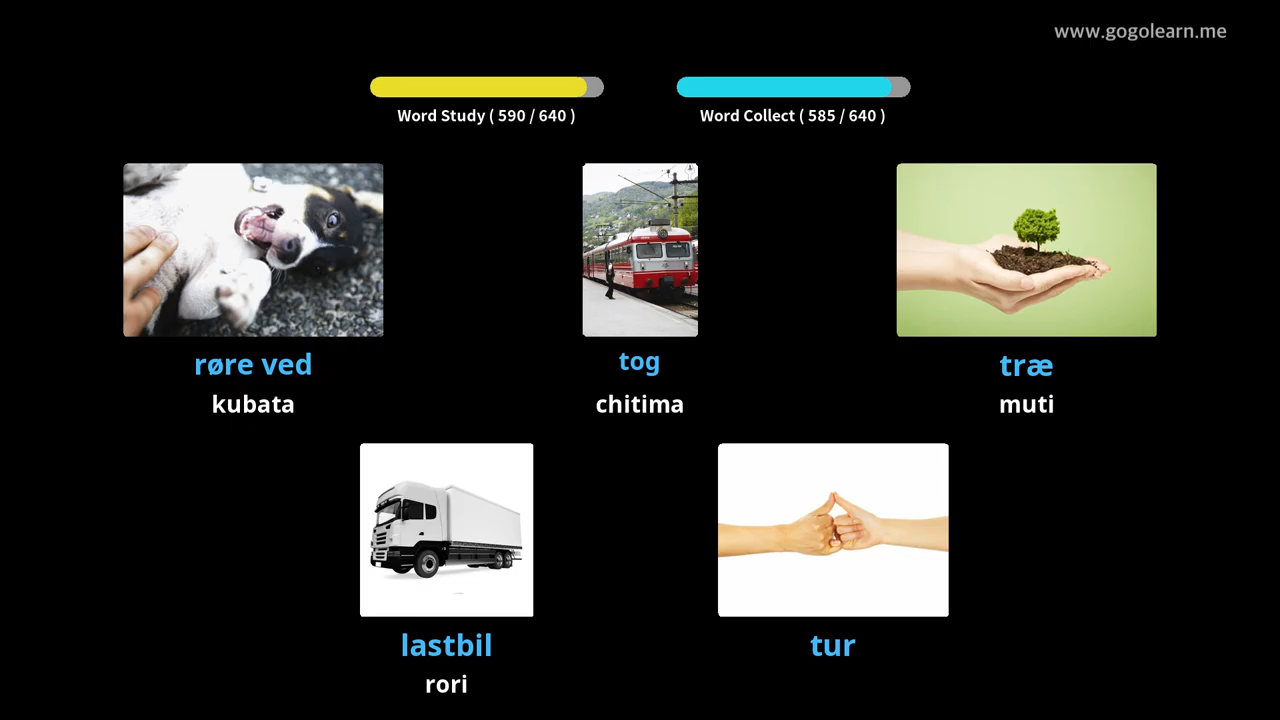 www.gogolearn.me
Word Study ( 590 / 640 )
Word Collect ( 585 / 640 )
røre ved
kubata
tog
chitima
træ
muti
lastbil
rori
tur